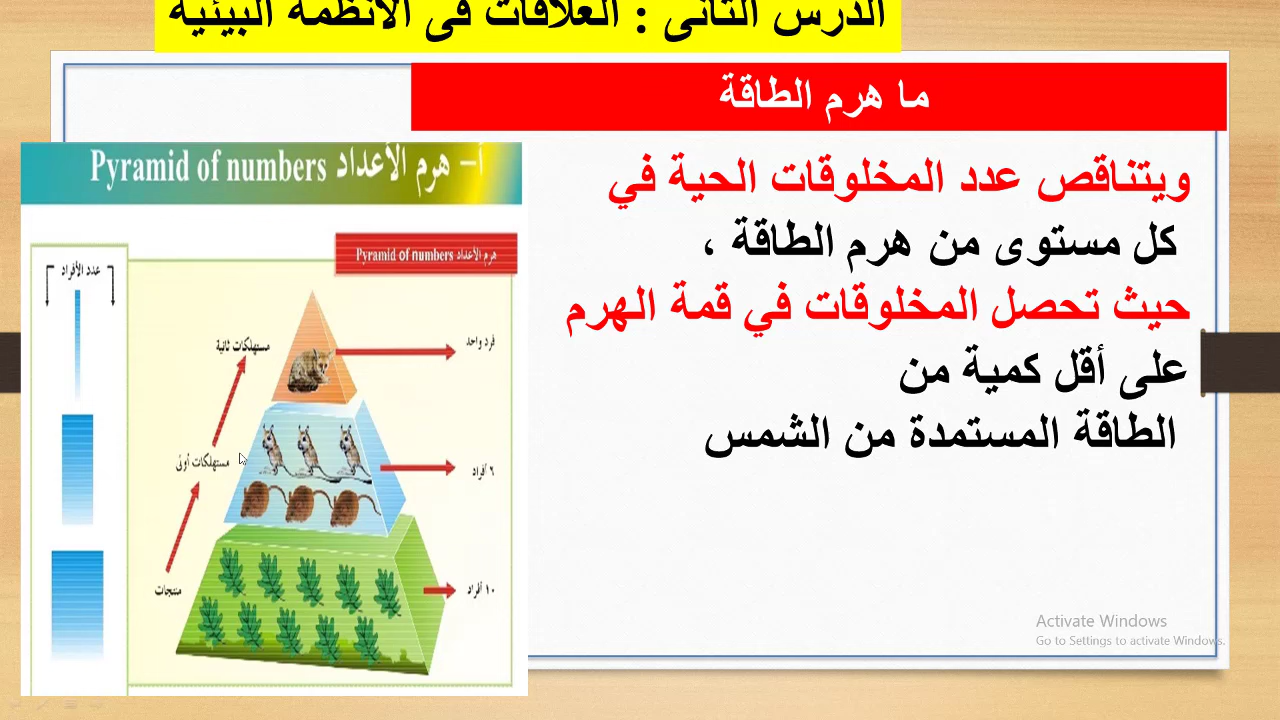 الدرس الثانى : العلاقات فى الأنظمة البيئية
ما هرم الطاقة
ويتناقص عدد المخلوقات الحية في
كل مستوى من هرم الطاقة ،
حيث تحصل المخلوقات في قمة الهرم
على أقل كمية من
الطاقة المستمدة من الشمس
أ- هرم الأعداد Pyramid of numbers
هرم الأعداد Pyramid of numbers
عدد الأفراد
مستهلكات ثانية
فرد واحد
مستهلكات أولى
٦ أفراد
منتجات
١٠ أفراد
Activate Windows
Go to Settings to activate Windows.